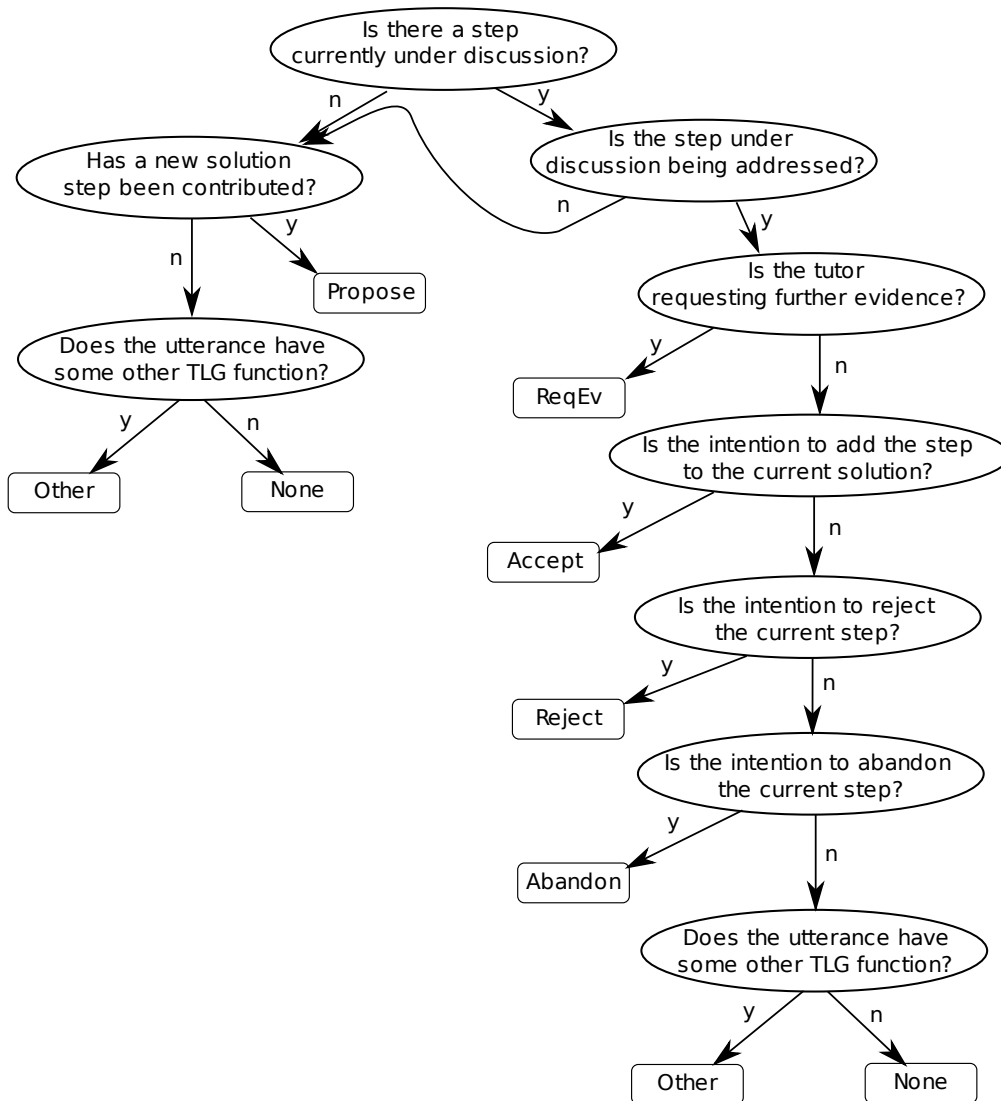 Is there a step
currently under discussion?
n
y
Has a new solution
step been contributed?
Is the step under
discussion being addressed?
n
y
n
y
Propose
Is the tutor
requesting further evidence?
Does the utterance have
some other TLG function?
y
n
ReqEv
y
n
Other
None
Is the intention to add the step
to the current solution?
y
n
Accept
Is the intention to reject
the current step?
y
n
Reject
Is the intention to abandon
the current step?
y
n
Abandon
Does the utterance have
some other TLG function?
y
n
Other
None